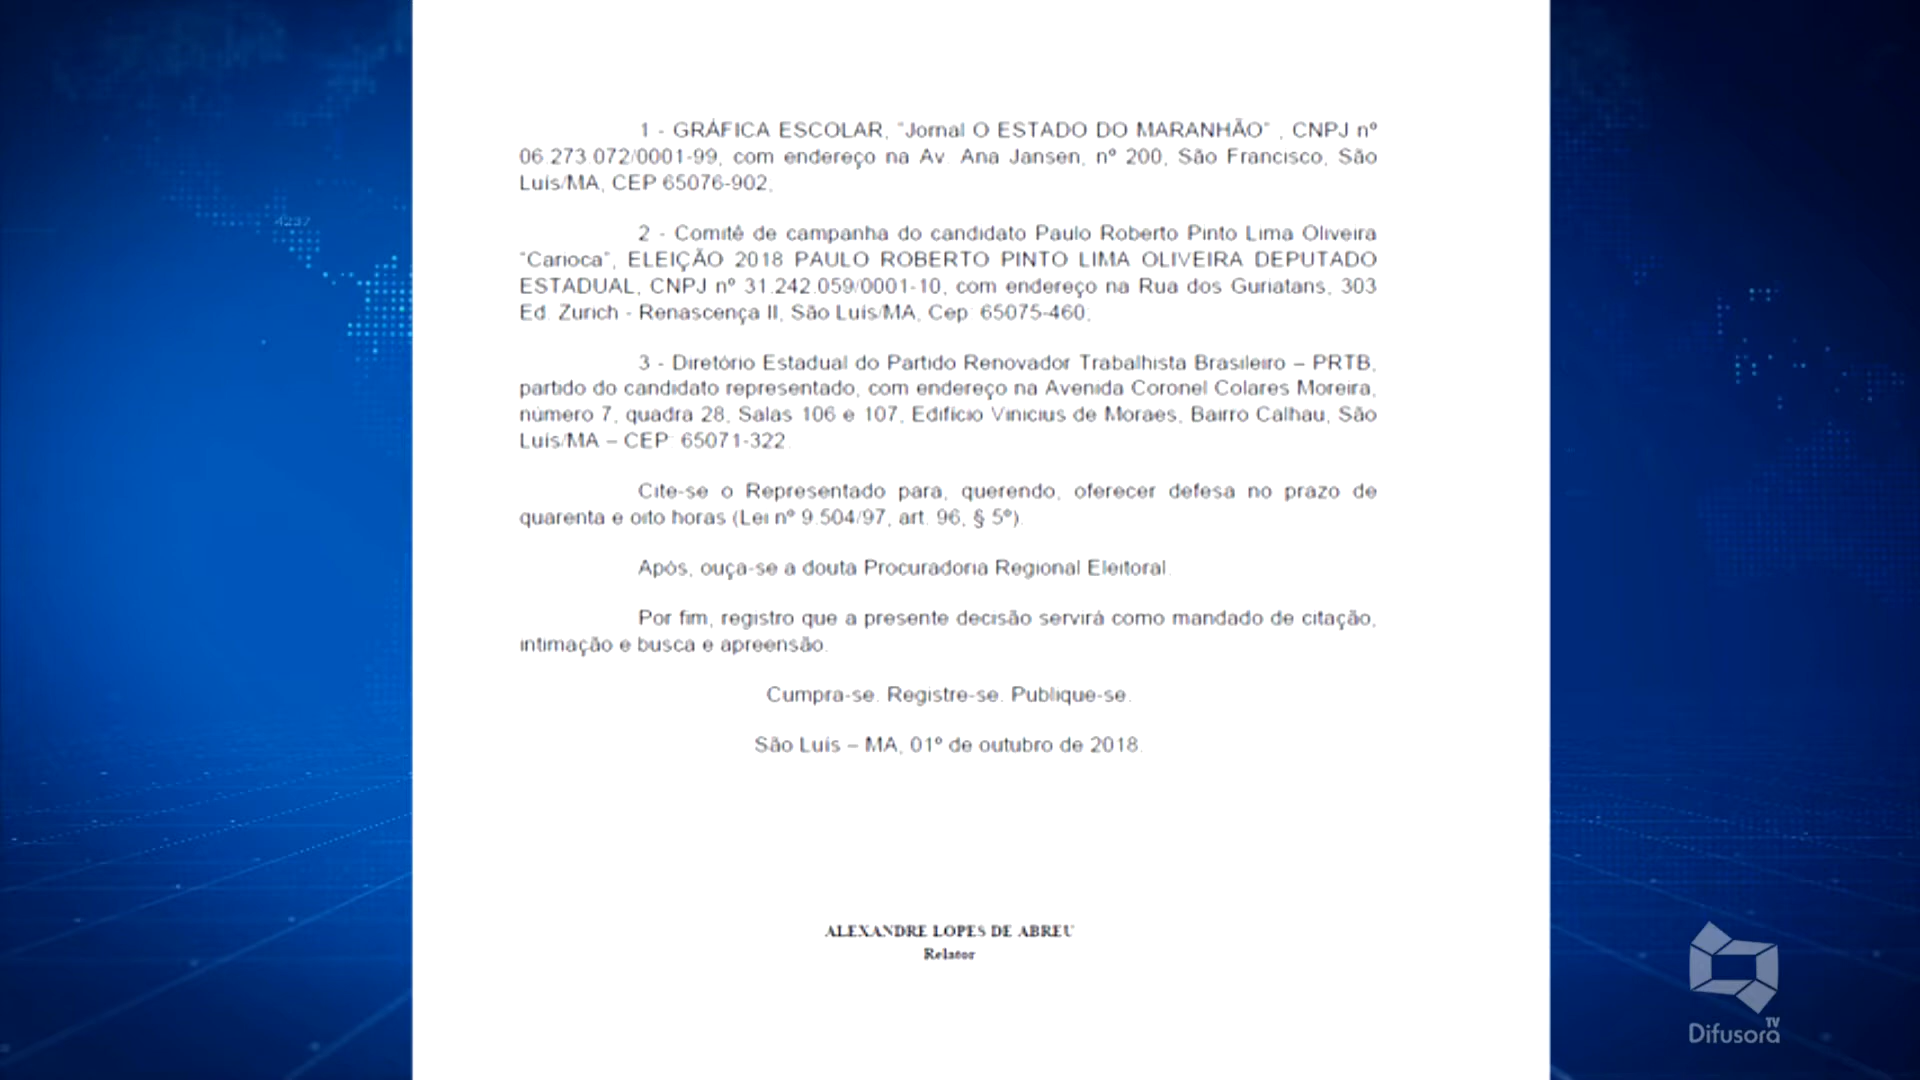 1 - GRÁFICA ESCOLAR, "Jornal O ESTADO DO MARANHÃO" , CNPJ nº
06.273.072/0001-99, com endereço na Av. Ana Jansen, nº 200, São Francisco, São
Luís/MA, CEP 65076-902,
2 - Comitê de campanha do candidato Paulo Roberto Pinto Lima Oliveira
"Carioca", ELEIÇÃO 2018 PAULO ROBERTO PINTO LIMA OLIVEIRA DEPUTADO
ESTADUAL, CNPJ nº 31.242.059/0001-10, com endereço na Rua dos Guriatans, 303
Ed. Zurich - Renascença II, São Luís/MA, Cep: 65075-460,
3 - Diretório Estadual do Partido Renovador Trabalhista Brasileiro – PRTB,
partido do candidato representado, com endereço na Avenida Coronel Colares Moreira,
número 7, quadra 28, Salas 106 e 107, Edifício Vinicius de Moraes, Bairro Calhau, São
Luís/MA – CEP: 65071-322.
Cite-se o Representado para, querendo, oferecer defesa no prazo de
quarenta e oito horas (Lei nº 9.504/97, art. 96, § 5º).
Após, ouça-se a douta Procuradoria Regional Eleitoral.
Por fim, registro que a presente decisão servirá como mandado de citação,
intimação e busca e apreensão.
Cumpra-se. Registre-se. Publique-se.
São Luís – MA, 01º de outubro de 2018.
ALEXANDRE LOPES DE ABREU
Relator
4237
TV
Difusora